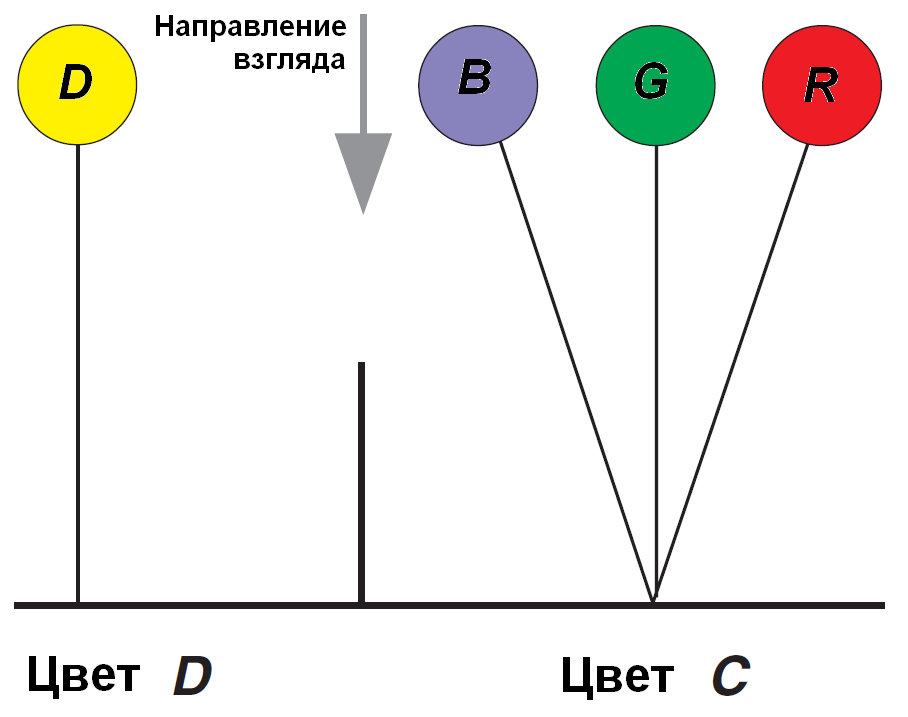 Направление
взгляда
D
B
G
R
Цвет D
Цвет C